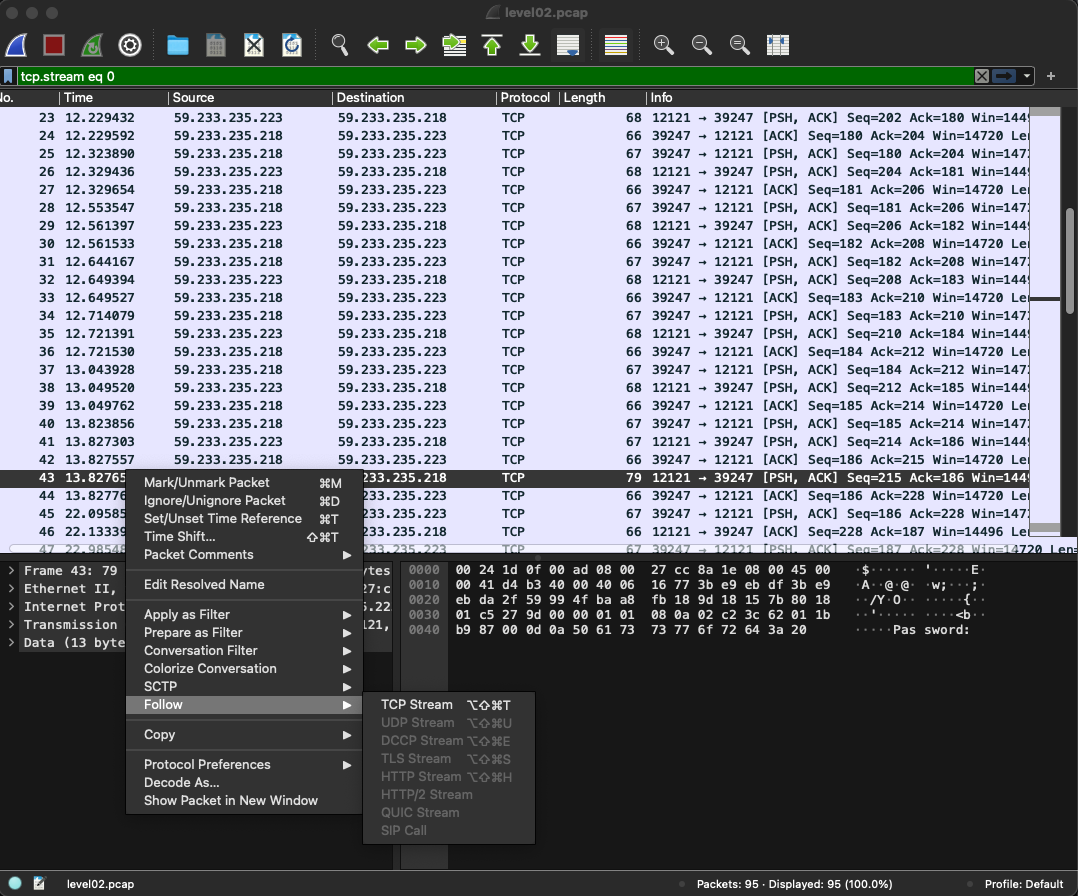 level02.pcap
tcp.stream eq 0
No. Time Source Destination Protocol Length Info
23 12.229432 59.233.235.223 59.233.235.218 TCP 68 12121 → 39247 [PSH, ACK] Seq=202 Ack=180 Win=1449
24 12.229592 59.233.235.218 59.233.235.223 TCP 66 39247 → 12121 [ACK] Seq=180 Ack=204 Win=14720 Len
25 12.323890 59.233.235.218 59.233.235.223 TCP 67 39247 → 12121 [PSH, ACK] Seq=180 Ack=204 Win=1472
26 12.329436 59.233.235.223 59.233.235.218 TCP 68 12121 → 39247 [PSH, ACK] Seq=204 Ack=181 Win=1449
27 12.329654 59.233.235.218 59.233.235.223 TCP 66 39247 → 12121 [ACK] Seq=181 Ack=206 Win=14720 Len
28 12.553547 59.233.235.218 59.233.235.223 TCP 67 39247 → 12121 [PSH, ACK] Seq=181 Ack=206 Win=1472
29 12.561397 59.233.235.223 59.233.235.218 TCP 68 12121 → 39247 [PSH, ACK] Seq=206 Ack=182 Win=1449
30 12.561533 59.233.235.218 59.233.235.223 TCP 66 39247 → 12121 [ACK] Seq=182 Ack=208 Win=14720 Len
31 12.644167 59.233.235.218 59.233.235.223 TCP 67 39247 → 12121 [PSH, ACK] Seq=182 Ack=208 Win=1472
32 12.649394 59.233.235.223 59.233.235.218 TCP 68 12121 → 39247 [PSH, ACK] Seq=208 Ack=183 Win=1449
33 12.649527 59.233.235.218 59.233.235.223 TCP 66 39247 → 12121 [ACK] Seq=183 Ack=210 Win=14720 Len
34 12.714079 59.233.235.218 59.233.235.223 TCP 67 39247 → 12121 [PSH, ACK] Seq=183 Ack=210 Win=1472
35 12.721391 59.233.235.223 59.233.235.218 TCP 68 12121 → 39247 [PSH, ACK] Seq=210 Ack=184 Win=1449
36 12.721530 59.233.235.218 59.233.235.223 TCP 66 39247 → 12121 [ACK] Seq=184 Ack=212 Win=14720 Len
37 13.043928 59.233.235.218 59.233.235.223 TCP 67 39247 → 12121 [PSH, ACK] Seq=184 Ack=212 Win=1472
38 13.049520 59.233.235.223 59.233.235.218 TCP 68 12121 → 39247 [PSH, ACK] Seq=212 Ack=185 Win=1449
39 13.049762 59.233.235.218 59.233.235.223 TCP 66 39247 → 12121 [ACK] Seq=185 Ack=214 Win=14720 Len
40 13.823856 59.233.235.218 59.233.235.223 TCP 67 39247 → 12121 [PSH, ACK] Seq=185 Ack=214 Win=1472
41 13.827303 59.233.235.223 59.233.235.218 TCP 67 12121 → 39247 [PSH, ACK] Seq=214 Ack=186 Win=1449
42 13.827557 59.233.235.218 59.233.235.223 TCP 66 39247 → 12121 [ACK] Seq=186 Ack=215 Win=14720 Len
43 13.82765 233.235.218 TCP 79 12121 → 39247 [PSH, ACK] Seq=215 Ack=186 Win=1449
44 13.82776 233.235.223 TCP 66 39247 → 12121 [ACK] Seq=186 Ack=228 Win=14720 Len
45 22.09585 233.235.223 TCP 67 39247 → 12121 [PSH, ACK] Seq=186 Ack=228 Win=1472
46 22.13339 233.235.218 TCP 66 12121 → 39247 [ACK] Seq=228 Ack=187 Win=14496 Len
47 22.90548 233.235.223 TCP 67 39247 → 12121 [PSH, ACK] Seq=187 Ack=228 Win=14720 Len=
Mark/Unmark Packet ⌘M
Ignore/Unignore Packet ⌘D
Set/Unset Time Reference ⌘T
Time Shift... ⇧⌘T
Packet Comments
Edit Resolved Name
Apply as Filter
Prepare as Filter
Conversation Filter
Colorize Conversation
SCTP
Follow
Copy
Protocol Preferences
Decode As...
Show Packet in New Window
TCP Stream ⌥⇧⌘T
UDP Stream ⌥⇧⌘U
DCCP Stream ⌥⇧⌘E
TLS Stream ⌥⇧⌘S
HTTP Stream ⌥⇧⌘H
HTTP/2 Stream
QUIC Stream
SIP Call
Frame 43: 79 ytes
Ethernet II, 27:c
Internet Prot 5.22
Transmission 121,
Data (13 byte
0000 00 24 1d 0f 00 ad 08 00 27 cc 8a 1e 08 00 45 00 ·$······ '·····E·
0010 00 41 d4 b3 40 00 40 06 16 77 3b e9 eb df 3b e9 ·A··@·@· ·w;···;·
0020 eb da 2f 59 99 4f ba a8 fb 18 9d 18 15 7b 80 18 ··/Y·O·· ·····{··
0030 01 c5 27 9d 00 00 01 01 08 0a 02 c2 3c 62 01 1b ··'····· ····<b··
0040 b9 87 00 0d 0a 50 61 73 73 77 6f 72 64 3a 20 ·····Pas sword:
level02.pcap
Packets: 95 · Displayed: 95 (100.0%)
Profile: Default